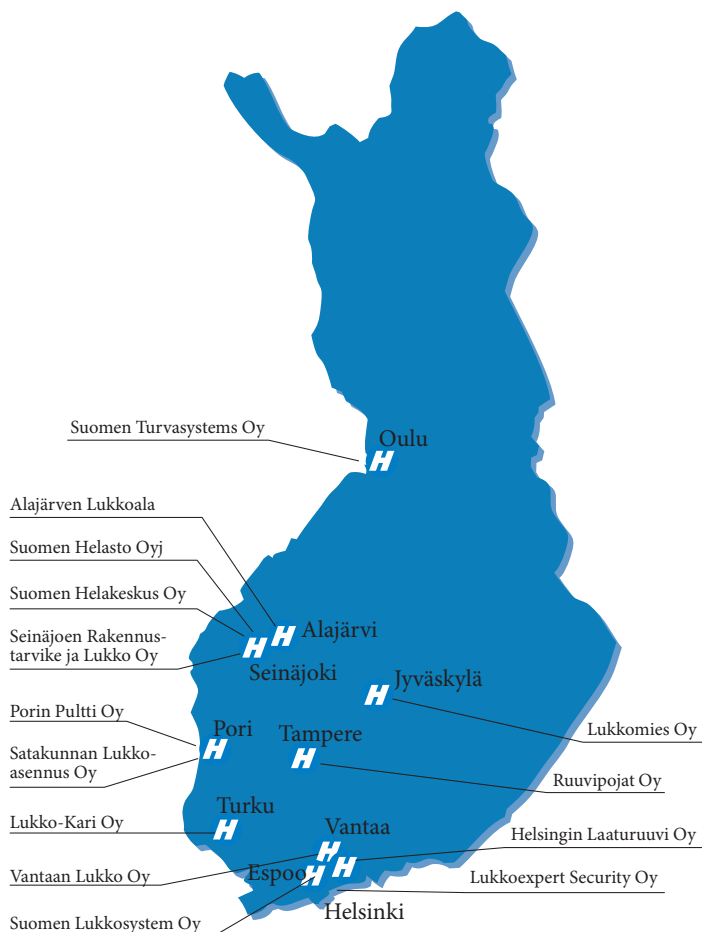 Suomen Turvasystems Oy
Oulu
Alajärven Lukkoala
Suomen Helasto Oyj
Suomen Helakeskus Oy
Seinäjoen Rakennus-
tarvike ja Lukko Oy
Alajärvi
Seinäjoki
Jyväskylä
Lukkomies Oy
Porin Pultti Oy
Pori
Satakunnan Lukko-
asennus Oy
Tampere
Ruuvipojat Oy
Turku
Lukko-Kari Oy
Vantaa
Helsingin Laaturuuvi Oy
Vantaan Lukko Oy
Espoo
Lukkoexpert Security Oy
Helsinki
Suomen Lukkosystem Oy